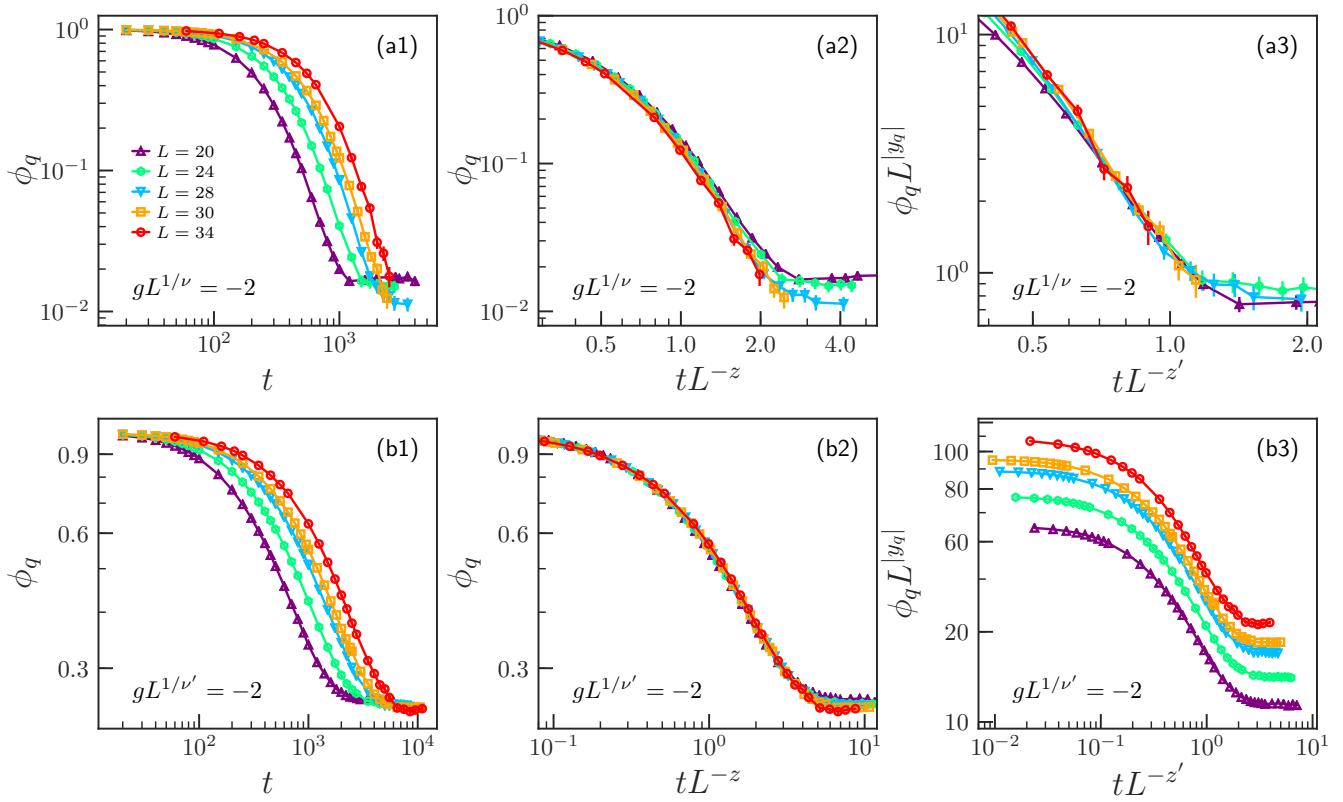 (a1)
10^0
10^{-1}
10^{-2}
ϕ_q
L = 20
L = 24
L = 28
L = 30
L = 34
gL^{1/ν} = −2
10^2
10^3
t
(a2)
10^0
10^{-1}
10^{-2}
ϕ_q
gL^{1/ν} = −2
0.5
1.0
2.0
4.0
tL^{-z}
(a3)
10^1
10^0
ϕ_q L^{|y_q|}
gL^{1/ν} = −2
0.5
1.0
2.0
tL^{-z′}
(b1)
0.9
0.6
0.3
ϕ_q
gL^{1/ν′} = −2
10^2
10^3
10^4
t
(b2)
0.9
0.6
0.3
ϕ_q
gL^{1/ν′} = −2
10^{-1}
10^0
10^1
tL^{-z}
(b3)
100
80
60
40
20
10
ϕ_q L^{|y_q|}
gL^{1/ν′} = −2
10^{-2}
10^{-1}
10^0
10^1
tL^{-z′}